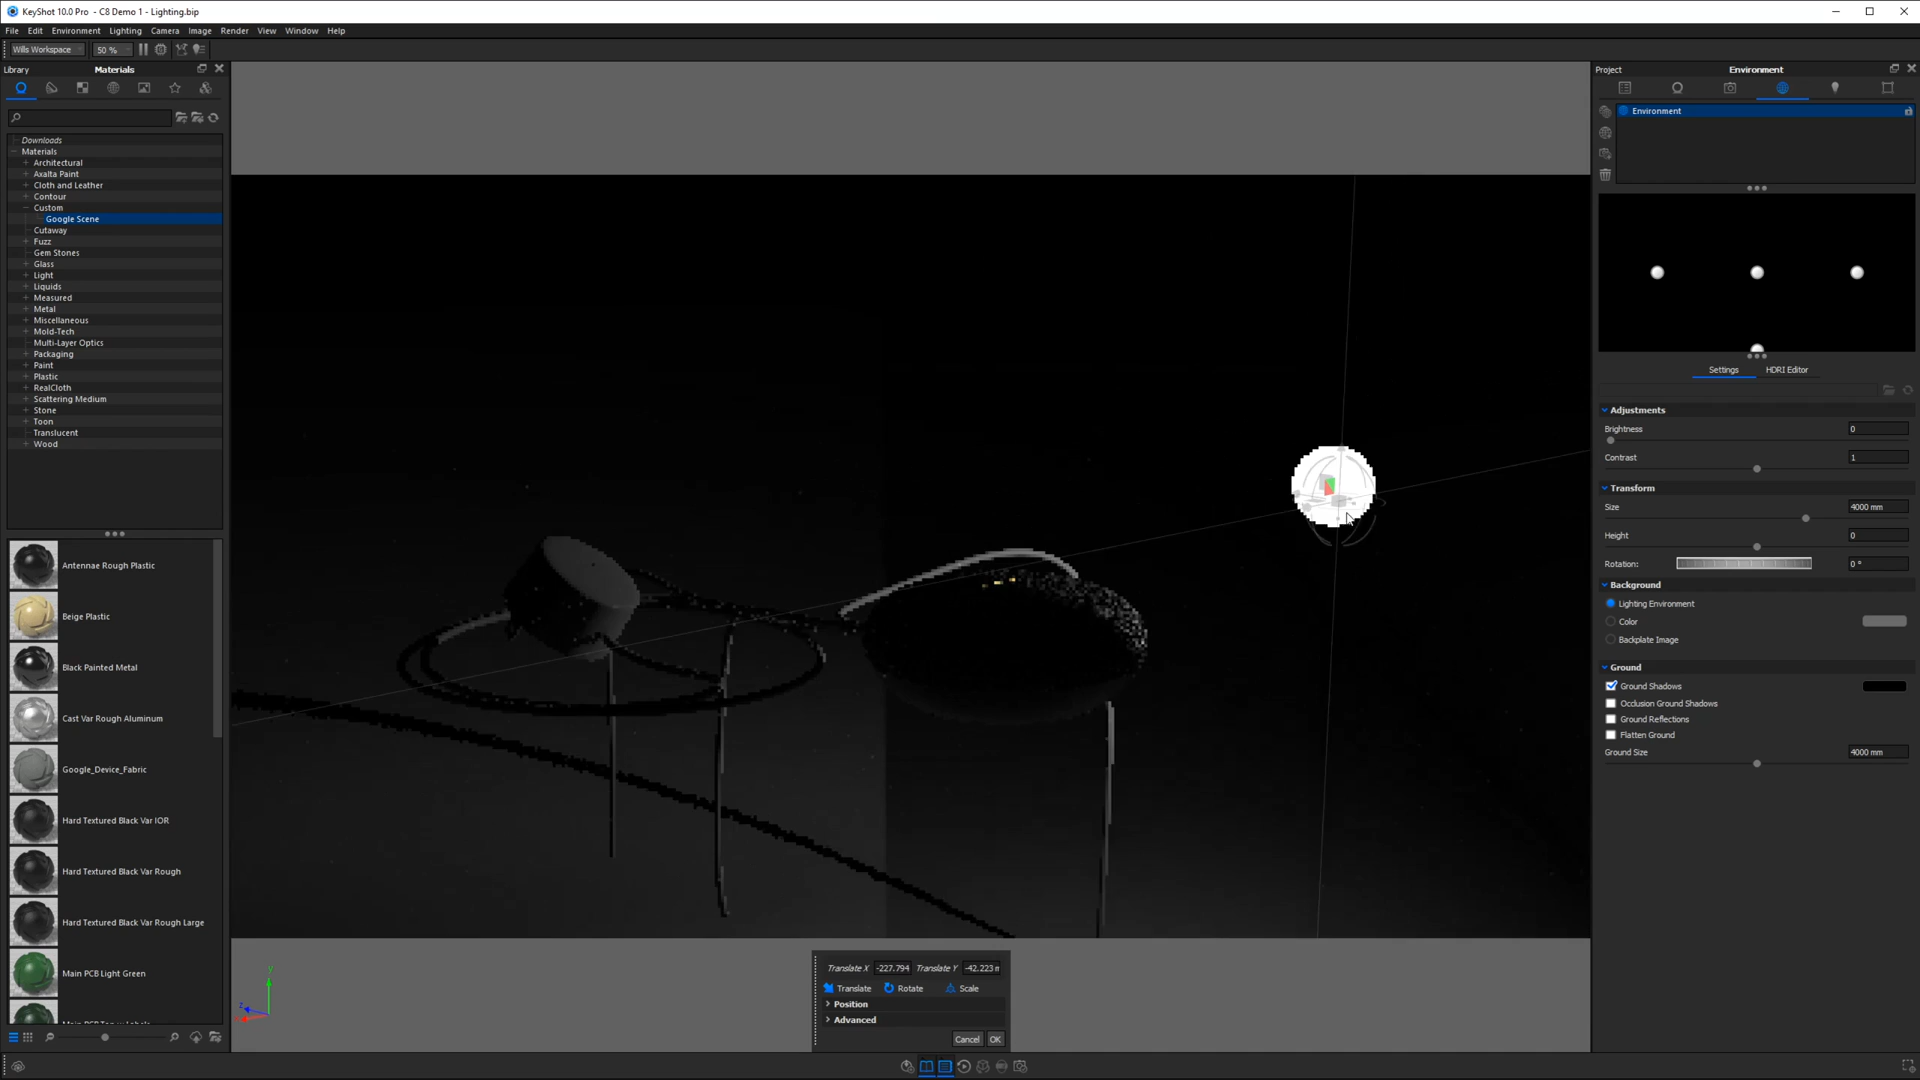 KeyShot 10.0 Pro - C8 Demo 1 - Lighting.bip
File Edit Environment Lighting Camera Image Render View Window Help
Wills Workspace 50 %
Library Materials
Downloads
Materials
Architectural
Axalta Paint
Cloth and Leather
Contour
Custom
Google Scene
Cutaway
Fuzz
Gem Stones
Glass
Light
Liquids
Measured
Metal
Miscellaneous
Mold-Tech
Multi-Layer Optics
Packaging
Paint
Plastic
RealCloth
Scattering Medium
Stone
Toon
Translucent
Wood
Antennae Rough Plastic
Beige Plastic
Black Painted Metal
Cast Var Rough Aluminum
Google_Device_Fabric
Hard Textured Black Var IOR
Hard Textured Black Var Rough
Hard Textured Black Var Rough Large
Main PCB Light Green
y
z
Translate X -227.794 Translate Y -42.223
Translate Rotate Scale
Position
Advanced
Cancel OK
Project Environment
Environment
Settings HDRI Editor
Adjustments
Brightness 0
Contrast 1
Transform
Size 4000 mm
Height 0
Rotation: 0 °
Background
Lighting Environment
Color
Backplate Image
Ground
Ground Shadows
Occlusion Ground Shadows
Ground Reflections
Flatten Ground
Ground Size 4000 mm